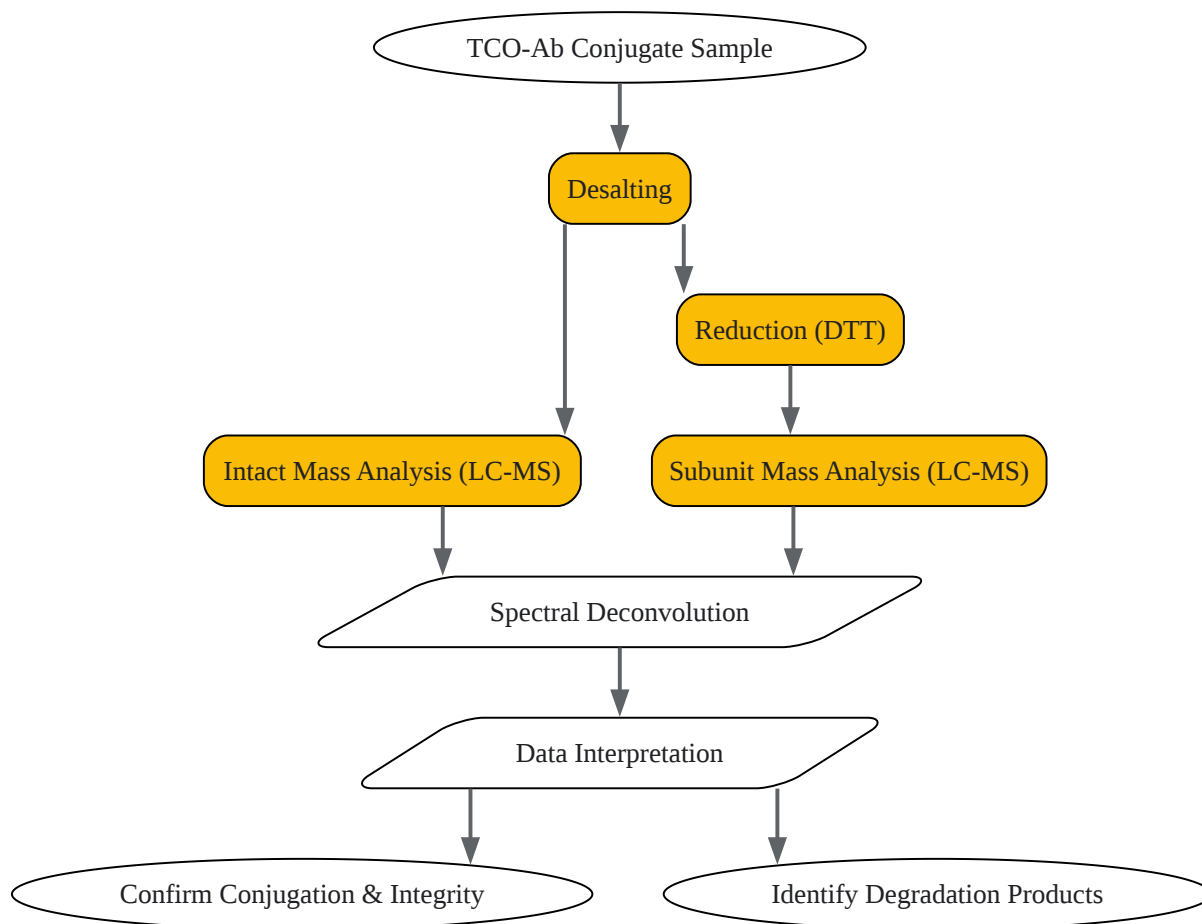 TCO-Ab Conjugate Sample
Desalting
Reduction (DTT)
Intact Mass Analysis (LC-MS)
Subunit Mass Analysis (LC-MS)
Spectral Deconvolution
Data Interpretation
Confirm Conjugation & Integrity
Identify Degradation Products